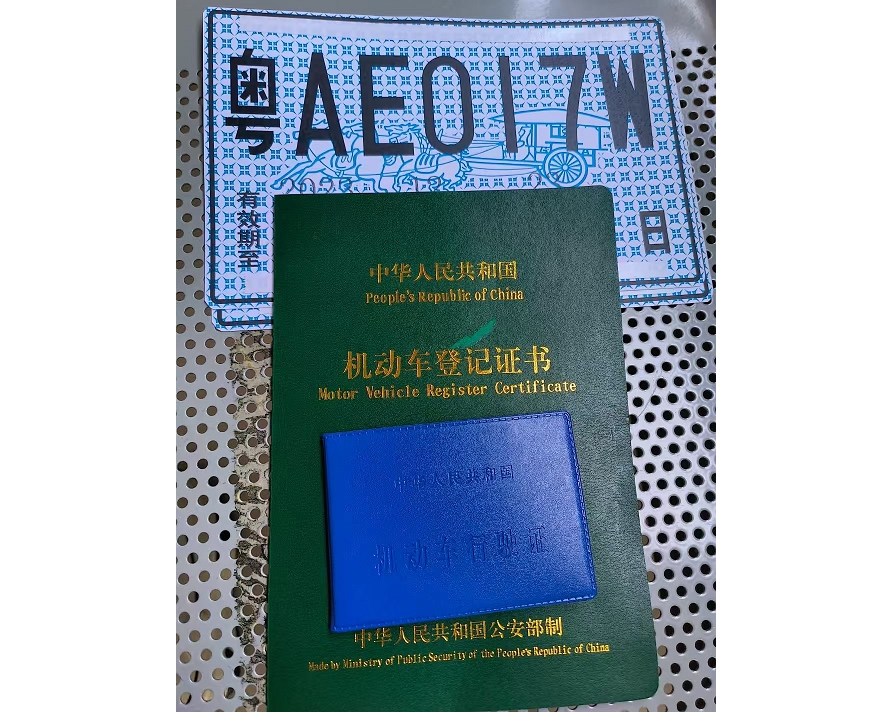 粤AE017W
有效期至
日
中华人民共和国
People's Republic of China
机动车登记证书
Motor Vehicle Register Certificate
中华人民共和国
机动车行驶证
中华人民共和国公安部制
Made by Ministry of Public Security of the People's Republic of China